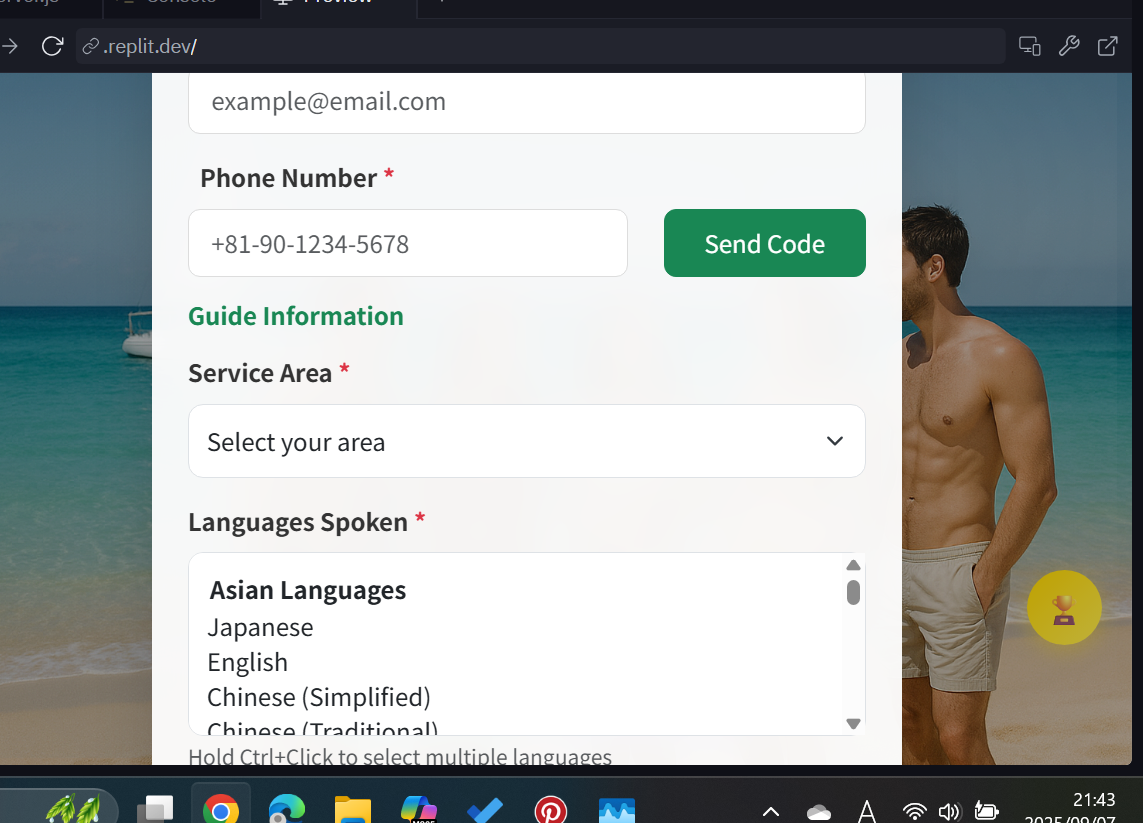 Preview
.replit.dev/
example@email.com
Phone Number *
+81-90-1234-5678
Send Code
Guide Information
Service Area *
Select your area
Languages Spoken *
Asian Languages
Japanese
English
Chinese (Simplified)
Chinese (Traditional)
Hold Ctrl+Click to select multiple languages
A
21:43
2025/09/07